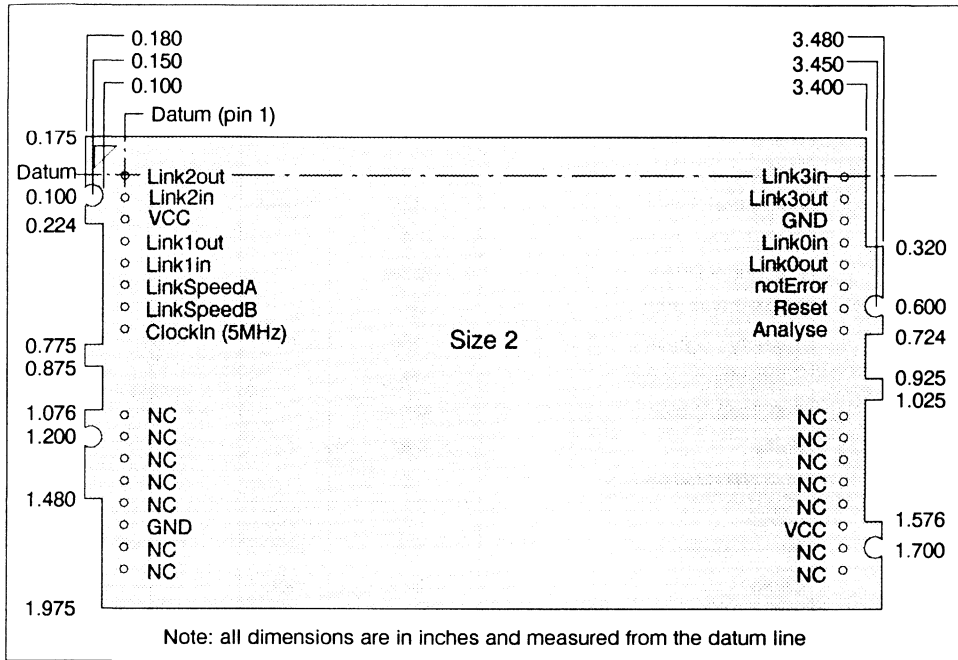 0.180 3.480
0.150 3.450
0.100 3.400
Datum (pin 1)
0.175
Datum Link2out Link3in
0.100 Link2in Link3out
0.224 VCC GND
Link1out Link0in 0.320
Link1in Link0out
LinkSpeedA notError
LinkSpeedB Reset 0.600
ClockIn (5MHz) Analyse 0.724
Size 2
0.775
0.875 0.925
1.025
1.076 NC NC
1.200 NC NC
NC NC
NC NC
1.480 NC NC
GND VCC 1.576
NC NC 1.700
NC NC
1.975
Note: all dimensions are in inches and measured from the datum line